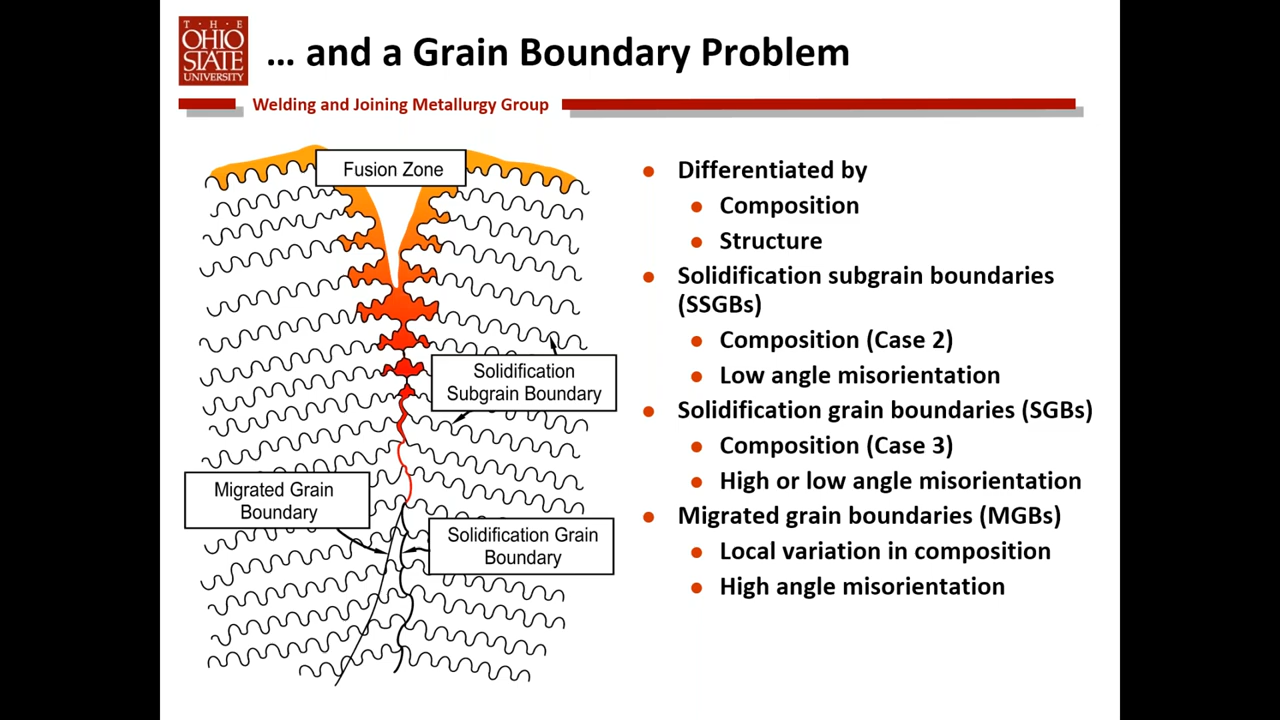 T · H · E
OHIO
STATE
UNIVERSITY
... and a Grain Boundary Problem
Welding and Joining Metallurgy Group
Fusion Zone
Solidification
Subgrain Boundary
Migrated Grain
Boundary
Solidification Grain
Boundary
• Differentiated by
• Composition
• Structure
• Solidification subgrain boundaries
(SSGBs)
• Composition (Case 2)
• Low angle misorientation
• Solidification grain boundaries (SGBs)
• Composition (Case 3)
• High or low angle misorientation
• Migrated grain boundaries (MGBs)
• Local variation in composition
• High angle misorientation